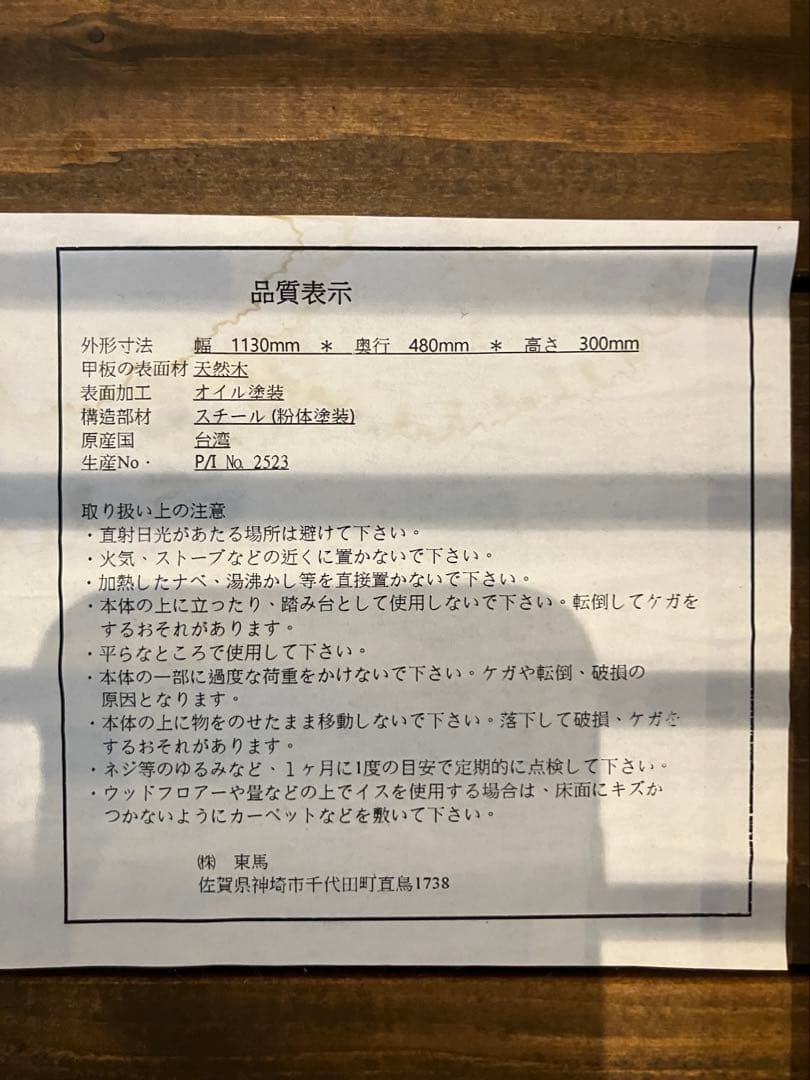 品質表示
外形寸法 幅 1130mm * 奥行 480mm * 高さ 300mm
甲板の表面材 天然木
表面加工 オイル塗装
構造部材 スチール (粉体塗装)
原産国 台湾
生産No・ P/I No. 2523
取り扱い上の注意
・直射日光があたる場所は避けて下さい。
・火気、ストーブなどの近くに置かないで下さい。
・加熱したナベ、湯沸かし等を直接置かないで下さい。
・本体の上に立ったり、踏み台として使用しないで下さい。転倒してケガを
するおそれがあります。
・平らなところで使用して下さい。
・本体の一部に過度な荷重をかけないで下さい。ケガや転倒、破損の
原因となります。
・本体の上に物をのせたまま移動しないで下さい。落下して破損、ケガを
するおそれがあります。
・ネジ等のゆるみなど、1ヶ月に1度の目安で定期的に点検して下さい。
・ウッドフロアーや畳などの上でイスを使用する場合は、床面にキズか
つかないようにカーペットなどを敷いて下さい。
㈱ 東馬
佐賀県神埼市千代田町直鳥1738